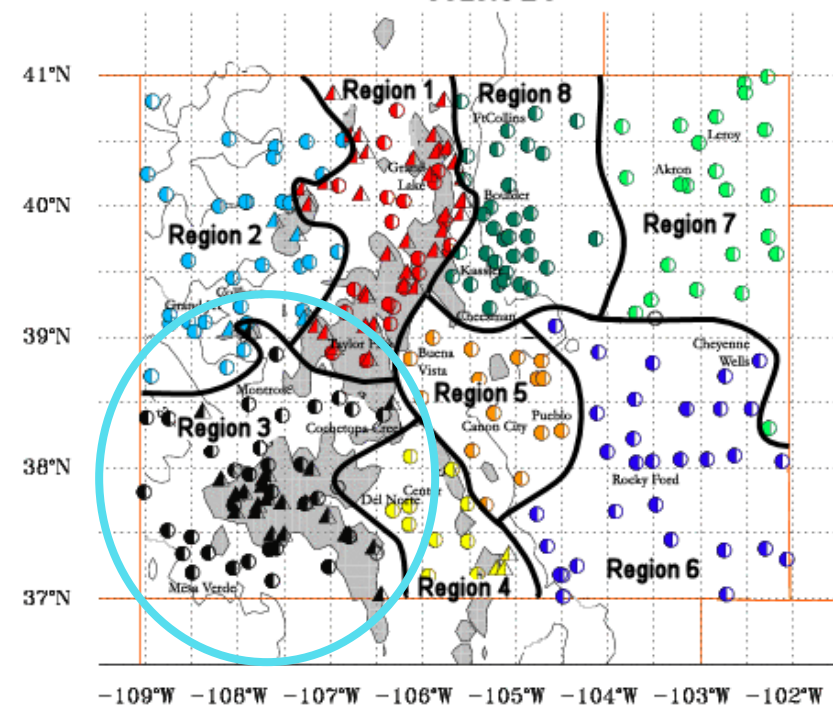 41°N
Region 1
Region 8
FtCollins
Leroy
Grand
Lake
Akron
40°N
Boulder
Region 7
Region 2
Kassler
Grand
39°N
Cheesman
Taylor
Buena
Vista
Cheyenne
Wells
Montrose
Region 5
Region 3
Cochetopa Creek
Canon City
Pueblo
38°N
Del Norte
Center
Rocky Ford
Mesa Verde
Region 4
Region 6
37°N
-109°W -108°W -107°W -106°W -105°W -104°W -103°W -102°W